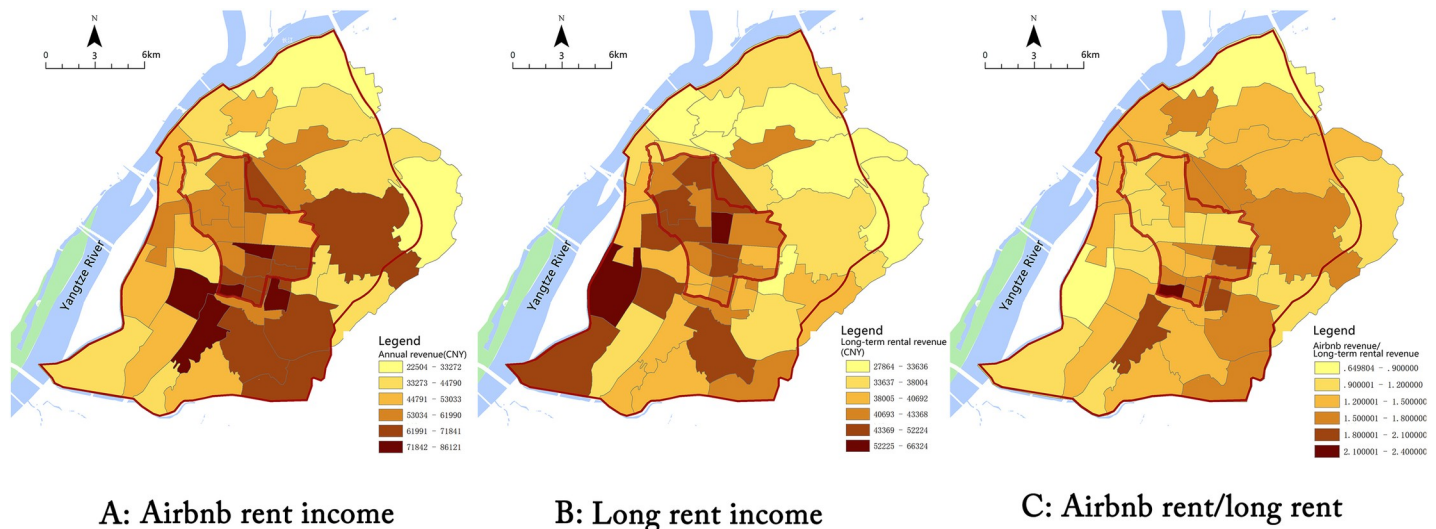 N
0 3 6km
Yangtze River
Legend
Annual revenue(CNY)
22504 - 33272
33273 - 44790
44791 - 53033
53034 - 61990
61991 - 71841
71842 - 86121
A: Airbnb rent income
N
0 3 6km
Yangtze River
Legend
Long-term rental revenue
(CNY)
27864 - 33636
33637 - 38004
38005 - 40692
40693 - 43368
43369 - 52224
52225 - 66324
B: Long rent income
N
0 3 6km
Yangtze River
Legend
Airbnb revenue/
Long-term rental revenue
.649804 - .900000
.900001 - 1.200000
1.200001 - 1.500000
1.500001 - 1.800000
1.800001 - 2.100000
2.100001 - 2.400000
C: Airbnb rent/long rent